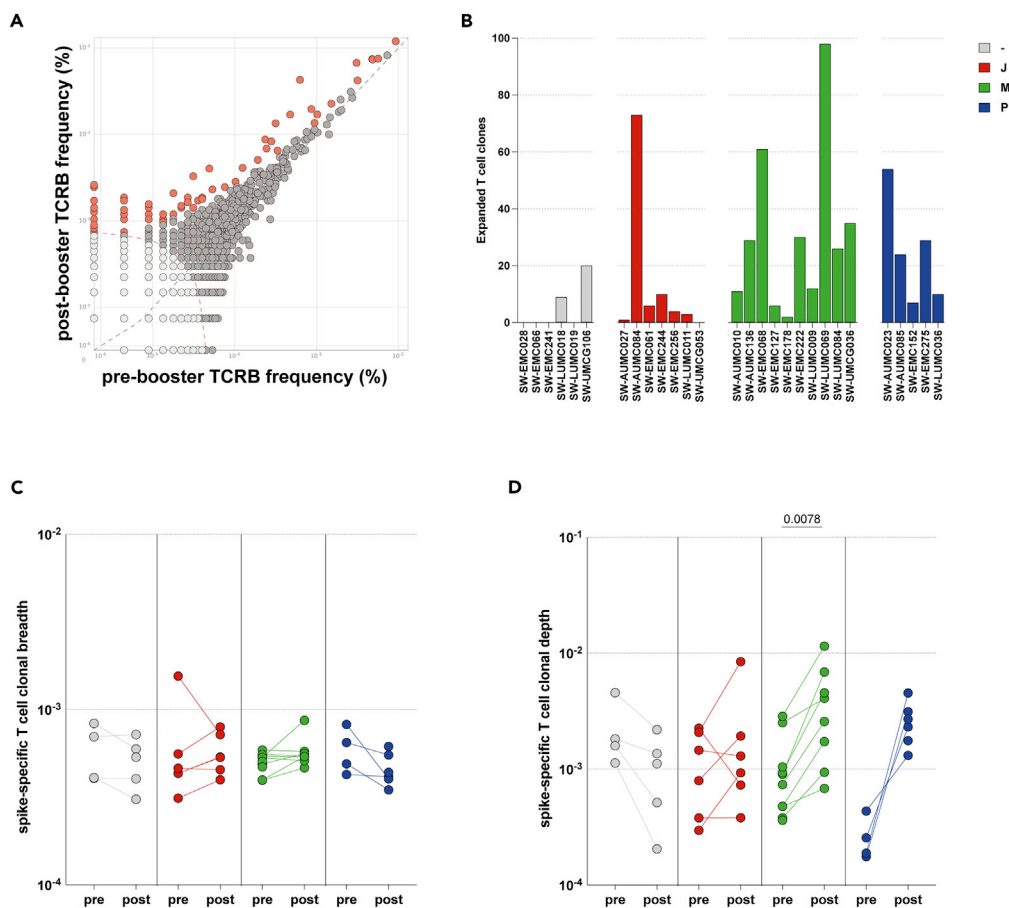 A
post-booster TCRB frequency (%)
pre-booster TCRB frequency (%)
0
B
Expanded T cell clones
100
80
60
40
20
0
SW-EMC028
SW-EMC066
SW-EMC241
SW-LUMC018
SW-LUMC019
SW-UMCG106
SW-AUMC027
SW-AUMC084
SW-EMC061
SW-EMC244
SW-EMC256
SW-LUMC011
SW-UMCG053
SW-AUMC010
SW-AUMC136
SW-EMC068
SW-EMC127
SW-EMC178
SW-EMC222
SW-LUMC009
SW-LUMC069
SW-LUMC084
SW-UMCG036
SW-AUMC023
SW-AUMC085
SW-EMC152
SW-EMC275
SW-LUMC036
-
J
M
P
C
spike-specific T cell clonal breadth
10⁻²
10⁻³
10⁻⁴
pre post pre post pre post pre post
D
spike-specific T cell clonal depth
0.0078
10⁻¹
10⁻²
10⁻³
10⁻⁴
pre post pre post pre post pre post